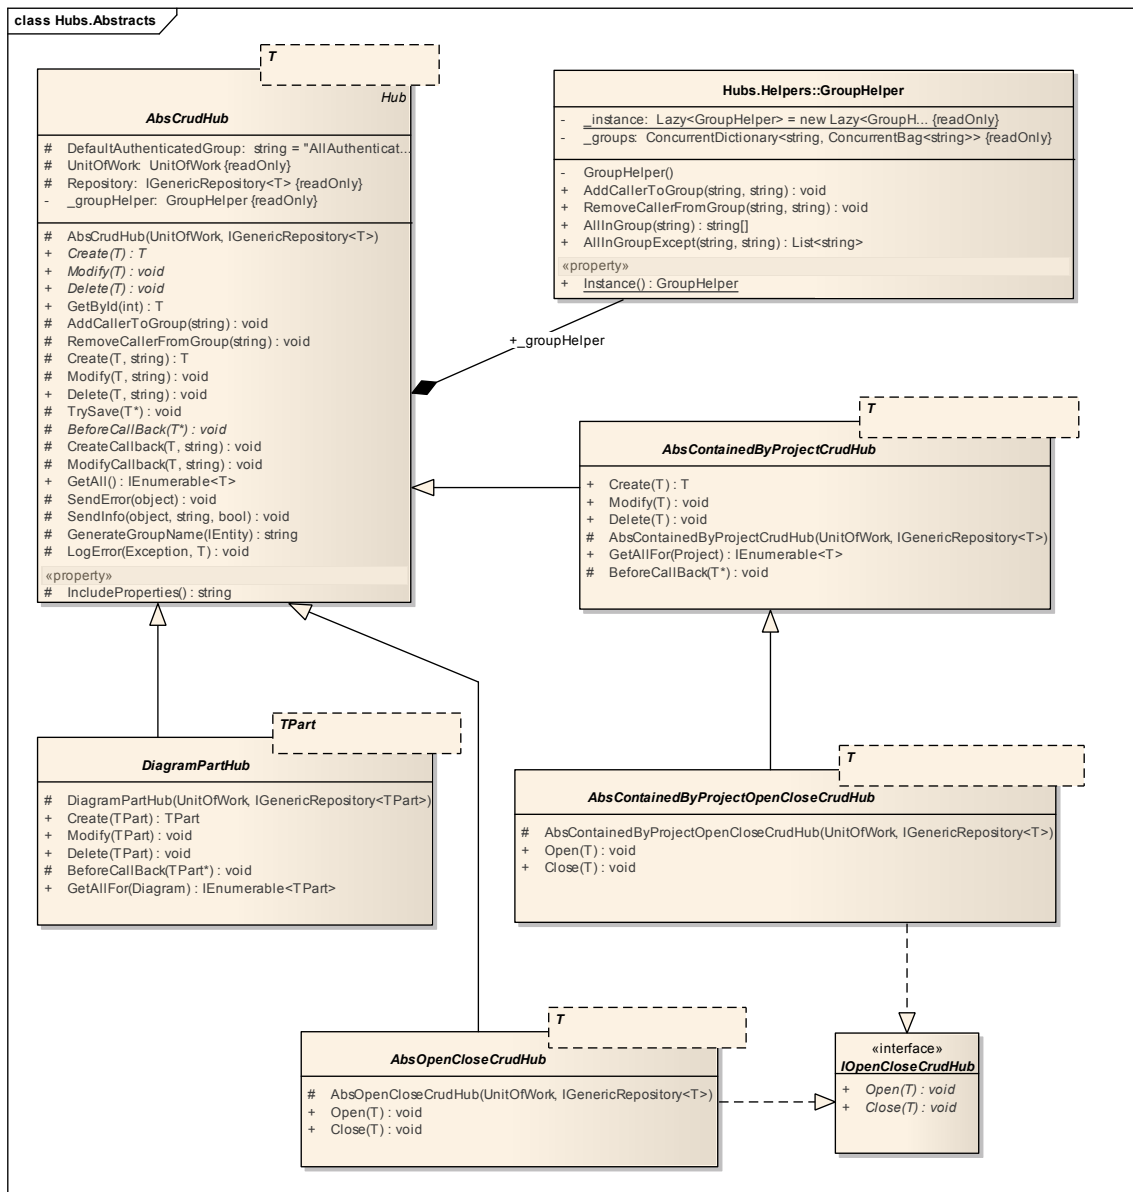 class Hubs.Abstracts
T
Hub
AbsCrudHub
# DefaultAuthenticatedGroup: string = "AllAuthenticat...
# UnitOfWork: UnitOfWork {readOnly}
# Repository: IGenericRepository<T> {readOnly}
- _groupHelper: GroupHelper {readOnly}
# AbsCrudHub(UnitOfWork, IGenericRepository<T>)
+ Create(T) : T
+ Modify(T) : void
+ Delete(T) : void
+ GetById(int) : T
# AddCallerToGroup(string) : void
# RemoveCallerFromGroup(string) : void
# Create(T, string) : T
# Modify(T, string) : void
+ Delete(T, string) : void
# TrySave(T*) : void
# BeforeCallBack(T*) : void
# CreateCallback(T, string) : void
# ModifyCallback(T, string) : void
+ GetAll() : IEnumerable<T>
# SendError(object) : void
# SendInfo(object, string, bool) : void
# GenerateGroupName(IEntity) : string
# LogError(Exception, T) : void
«property»
# IncludeProperties() : string
Hubs.Helpers::GroupHelper
- _instance: Lazy<GroupHelper> = new Lazy<GroupH... {readOnly}
- _groups: ConcurrentDictionary<string, ConcurrentBag<string>> {readOnly}
- GroupHelper()
+ AddCallerToGroup(string, string) : void
+ RemoveCallerFromGroup(string, string) : void
+ AllInGroup(string) : string[]
+ AllInGroupExcept(string, string) : List<string>
«property»
+ Instance() : GroupHelper
+_groupHelper
T
AbsContainedByProjectCrudHub
+ Create(T) : T
+ Modify(T) : void
+ Delete(T) : void
# AbsContainedByProjectCrudHub(UnitOfWork, IGenericRepository<T>)
+ GetAllFor(Project) : IEnumerable<T>
# BeforeCallBack(T*) : void
TPart
DiagramPartHub
# DiagramPartHub(UnitOfWork, IGenericRepository<TPart>)
+ Create(TPart) : TPart
+ Modify(TPart) : void
+ Delete(TPart) : void
# BeforeCallBack(TPart*) : void
+ GetAllFor(Diagram) : IEnumerable<TPart>
T
AbsContainedByProjectOpenCloseCrudHub
# AbsContainedByProjectOpenCloseCrudHub(UnitOfWork, IGenericRepository<T>)
+ Open(T) : void
+ Close(T) : void
T
AbsOpenCloseCrudHub
# AbsOpenCloseCrudHub(UnitOfWork, IGenericRepository<T>)
+ Open(T) : void
+ Close(T) : void
«interface»
IOpenCloseCrudHub
+ Open(T) : void
+ Close(T) : void